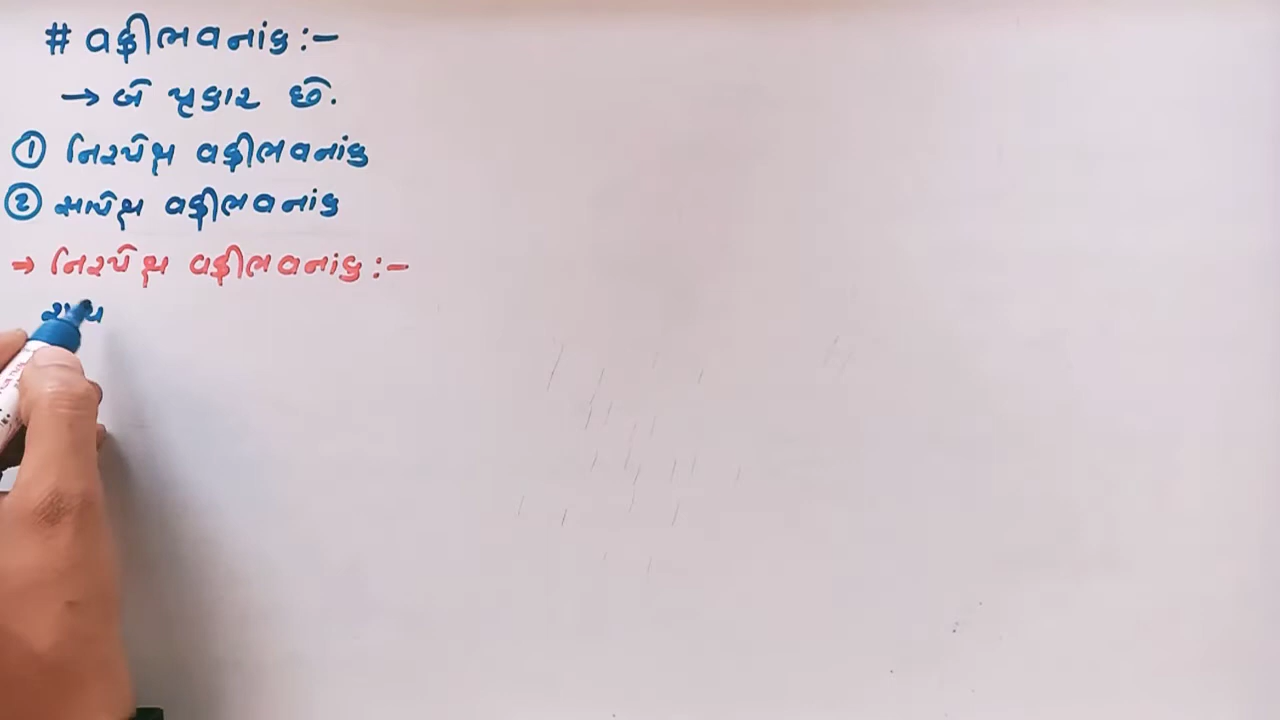 # વક્રીભવનાંક :-
→ બે પ્રકાર છે.
① નિરપેક્ષ વક્રીભવનાંક
② સાપેક્ષ વક્રીભવનાંક
→ નિરપેક્ષ વક્રીભવનાંક :-